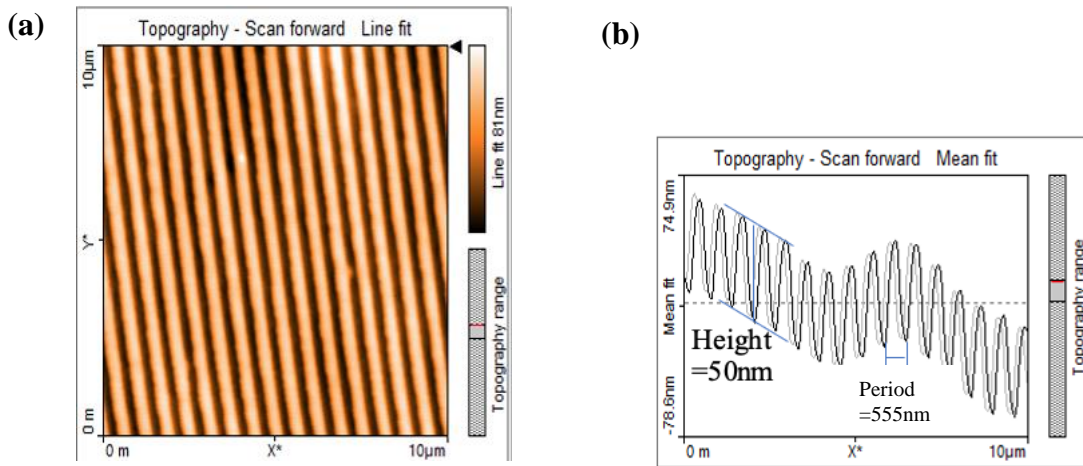 (a)
Topography - Scan forward Line fit
10µm
Y*
0 m
0 m X* 10µm
Line fit 81nm
Topography range
(b)
Topography - Scan forward Mean fit
74.9nm
Mean fit
-78.6nm
Height
=50nm
Period
=555nm
0 m X* 10µm
Topography range